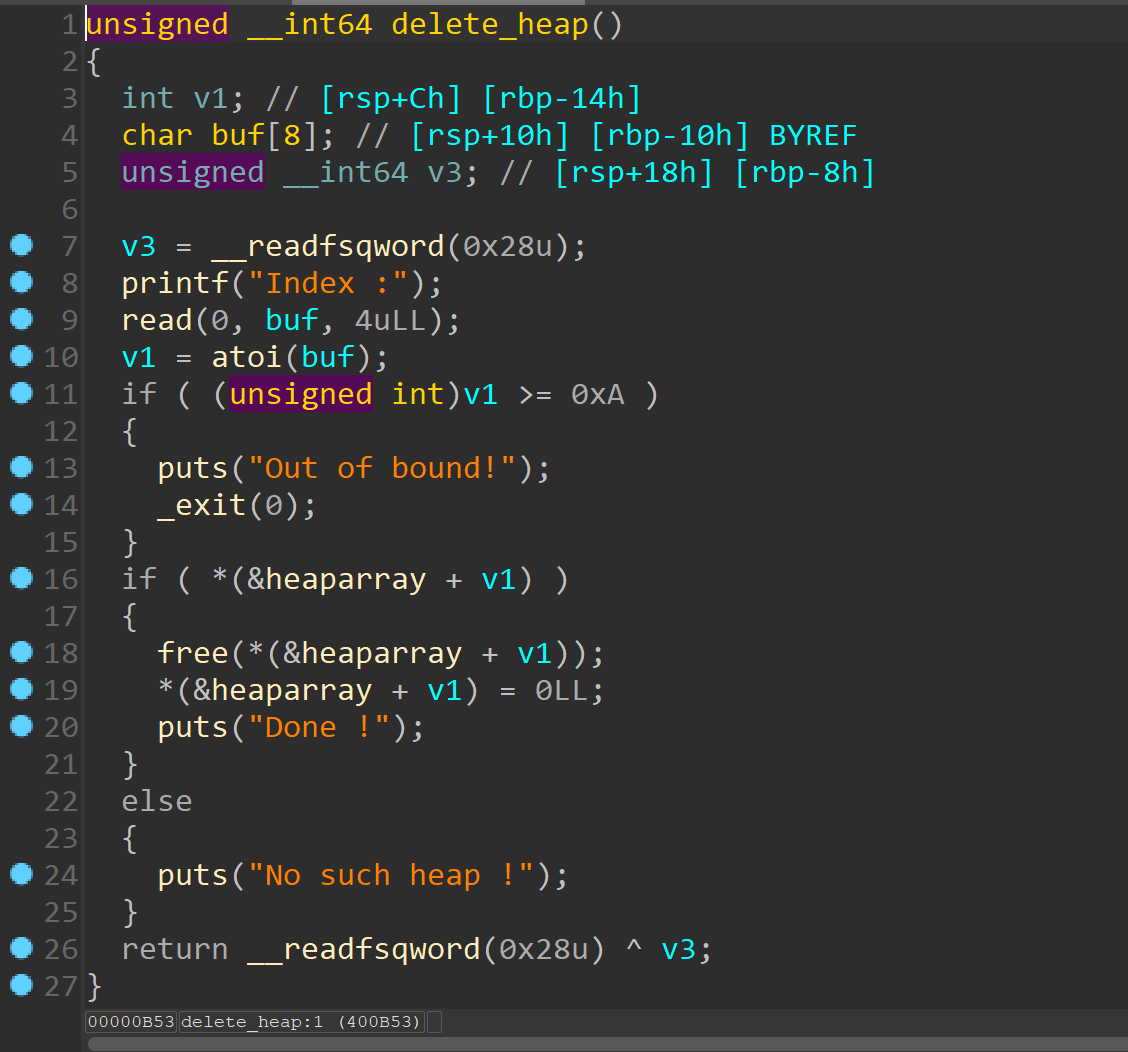 1 unsigned __int64 delete_heap()
2 {
3   int v1; // [rsp+Ch] [rbp-14h]
4   char buf[8]; // [rsp+10h] [rbp-10h] BYREF
5   unsigned __int64 v3; // [rsp+18h] [rbp-8h]
6
7   v3 = __readfsqword(0x28u);
8   printf("Index :");
9   read(0, buf, 4uLL);
10   v1 = atoi(buf);
11   if ( (unsigned int)v1 >= 0xA )
12   {
13     puts("Out of bound!");
14     _exit(0);
15   }
16   if ( *(&heaparray + v1) )
17   {
18     free(*(&heaparray + v1));
19     *(&heaparray + v1) = 0LL;
20     puts("Done !");
21   }
22   else
23   {
24     puts("No such heap !");
25   }
26   return __readfsqword(0x28u) ^ v3;
27 }
00000B53 delete_heap:1 (400B53)